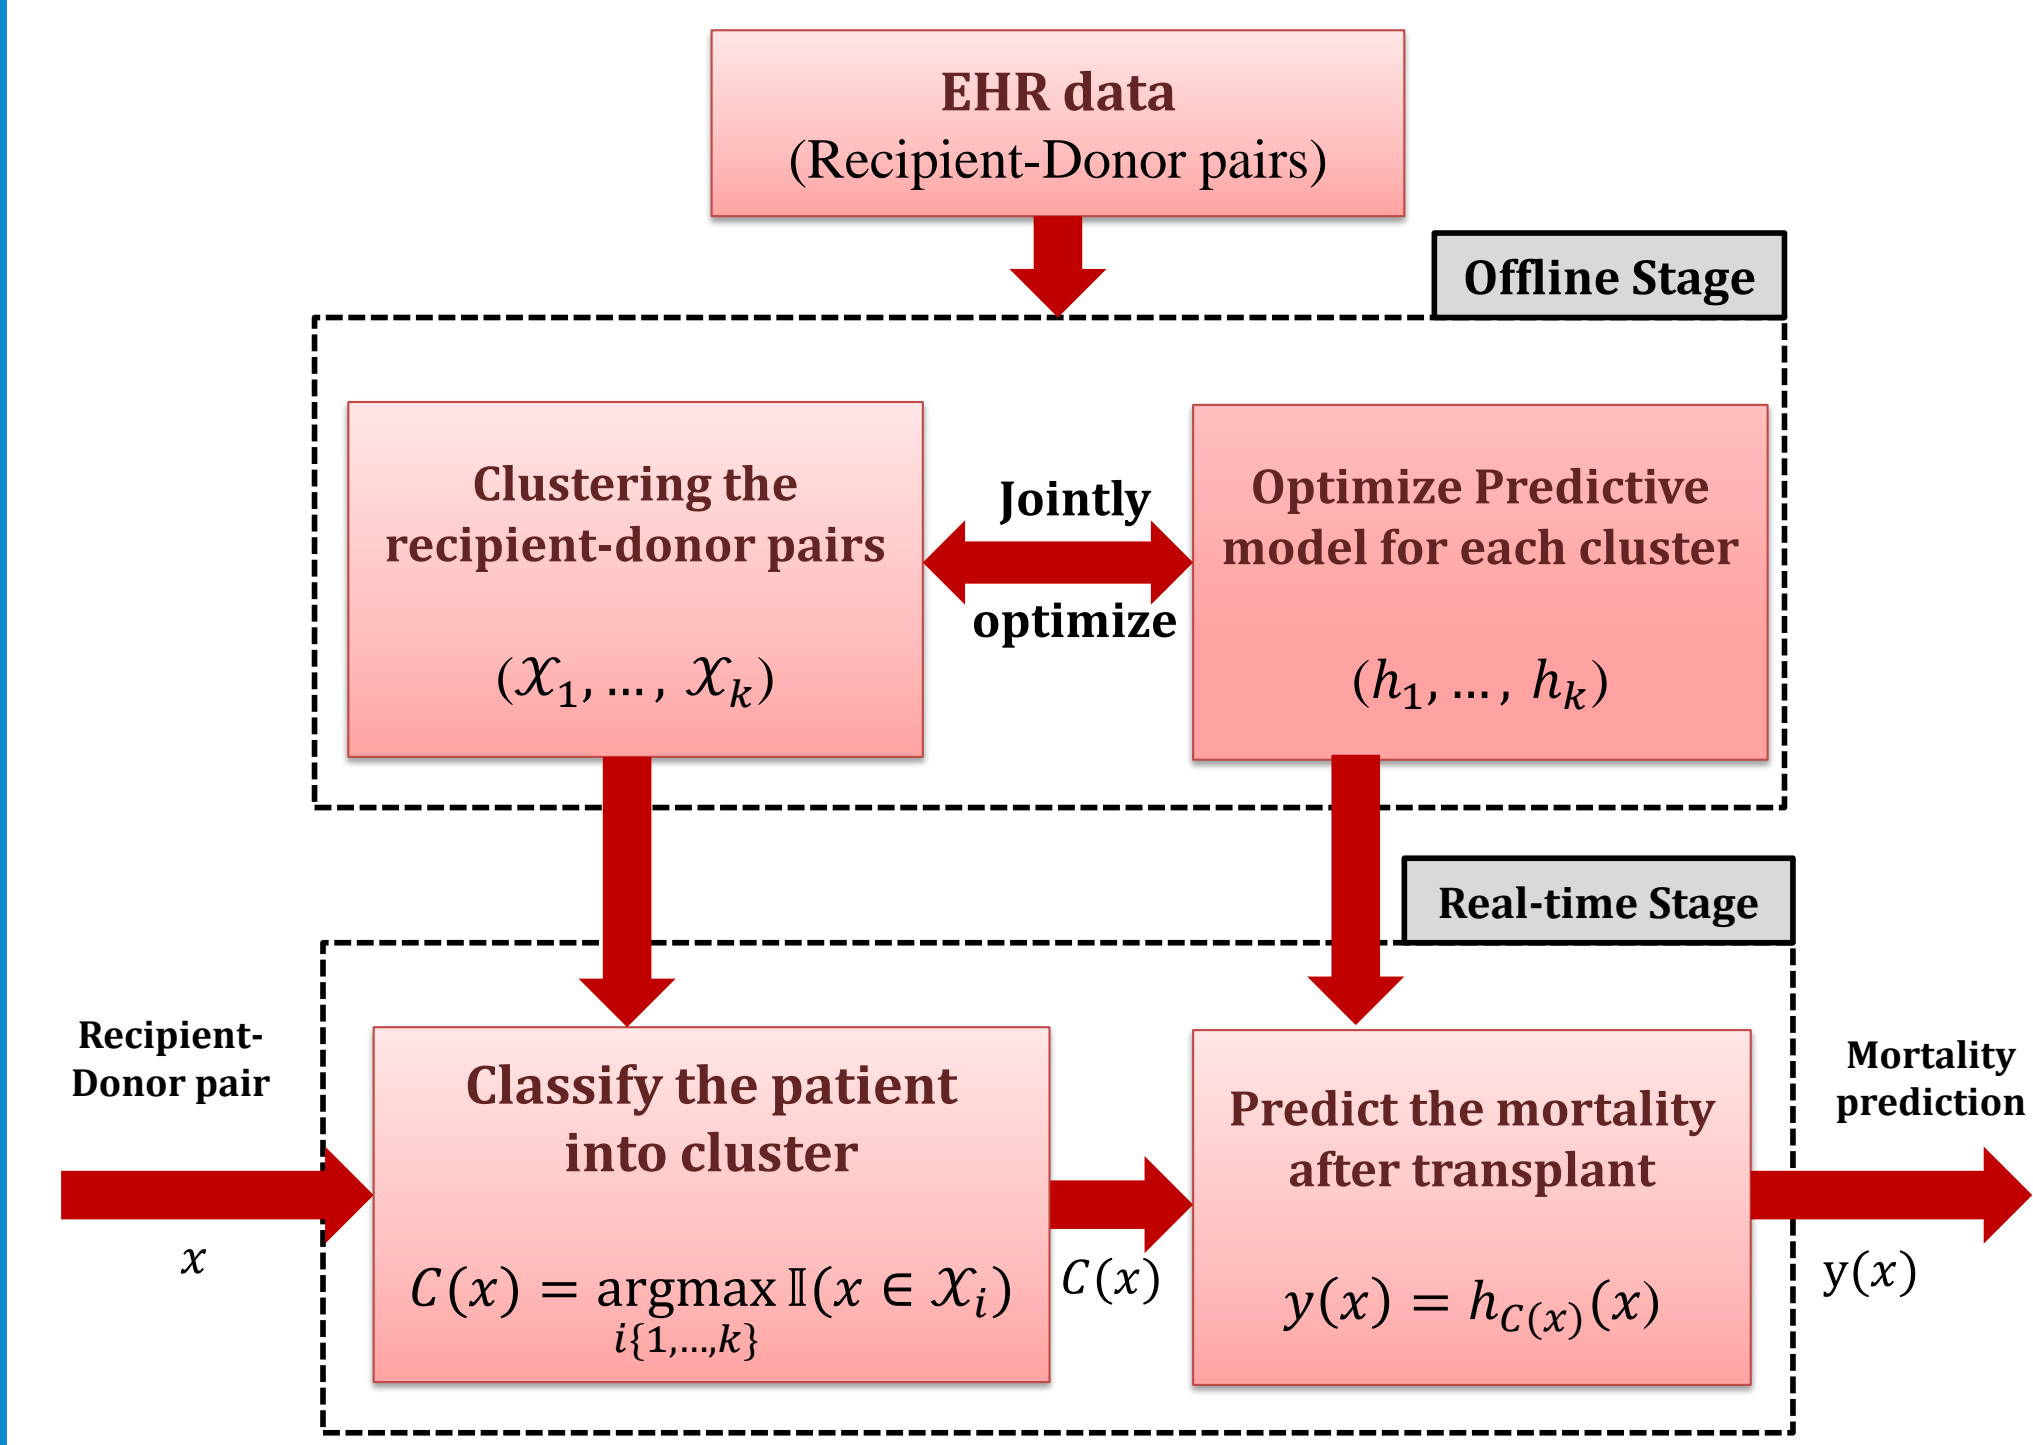 EHR data
(Recipient-Donor pairs)
Offline Stage
Clustering the
recipient-donor pairs
(𝒳₁, … , 𝒳ₖ)
Jointly
optimize
Optimize Predictive
model for each cluster
(h₁, … , hₖ)
Real-time Stage
Recipient-
Donor pair
x
Classify the patient
into cluster
C(x) = argmax 𝕀(x ∈ 𝒳ᵢ)
i{1,…,k}
C(x)
Predict the mortality
after transplant
y(x) = h_{C(x)}(x)
Mortality
prediction
y(x)